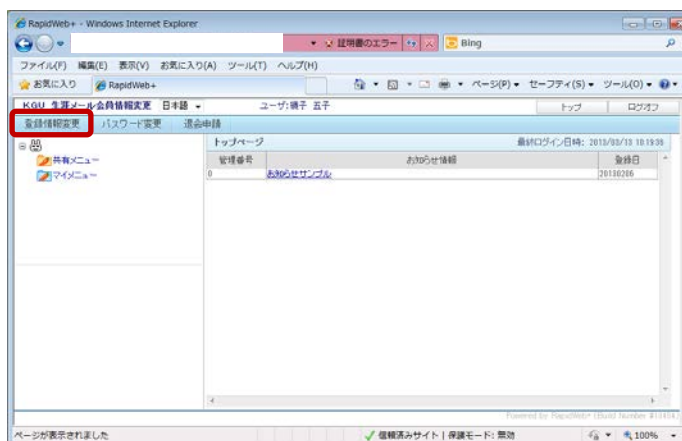 RapidWeb+ - Windows Internet Explorer
証明書のエラー Bing
ファイル(F) 編集(E) 表示(V) お気に入り(A) ツール(T) ヘルプ(H)
お気に入り RapidWeb+ ページ(P) セーフティ(S) ツール(O)
KGU 生涯メール会員情報変更 日本語 ユーザ:磯子 五子 トップ ログオフ
登録情報変更 パスワード変更 退会申請
トップページ 最終ログイン日時: 2013/03/13 10:19:39
共有メニュー 管理番号 お知らせ情報 登録日
マイメニュー 0 お知らせサンプル 20130206
Powered by RapidWeb+ (Build Number #13454)
ページが表示されました 信頼済みサイト | 保護モード: 無効 100%